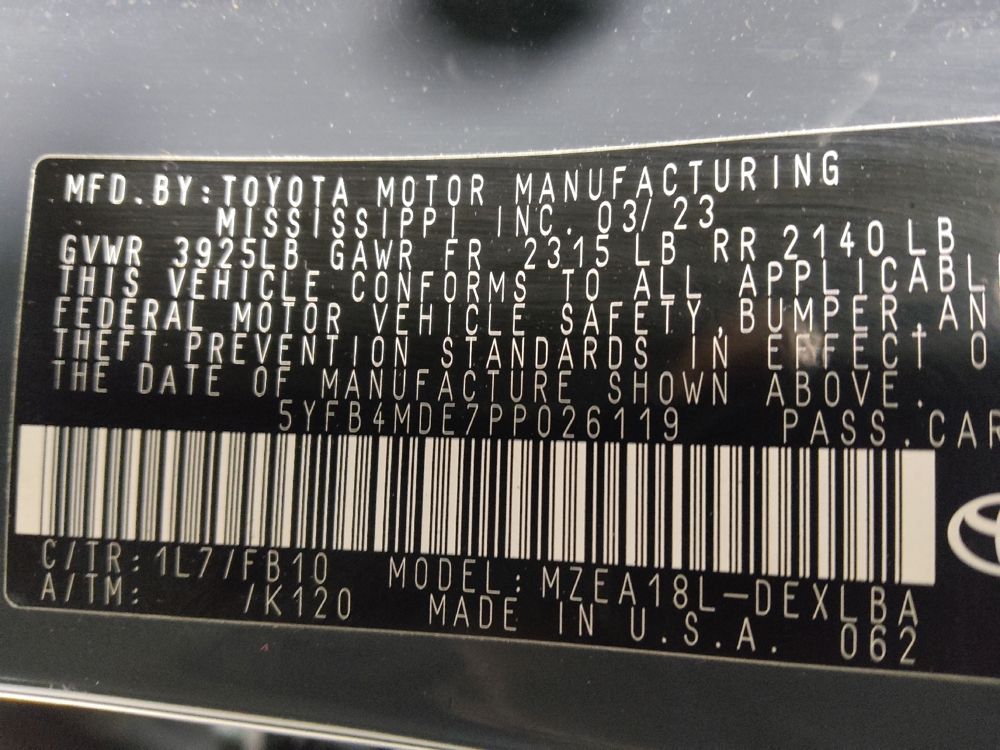 MFD.BY:TOYOTA MOTOR MANUFACTURING
MISSISSIPPI INC. 03/23
GVWR 3925LB GAWR FR 2315 LB RR 2140 LB
THIS VEHICLE CONFORMS TO ALL APPLICABL
FEDERAL MOTOR VEHICLE SAFETY,BUMPER,AN
THEFT PREVENTION STANDARDS IN EFFECT O
THE DATE OF MANUFACTURE SHOWN ABOVE.
5YFB4MDE7PP026119 PASS.CAR
C/TR:1L7/FB10 MODEL:MZEA18L-DEXLBA
A/TM: /K120 MADE IN U.S.A. 062